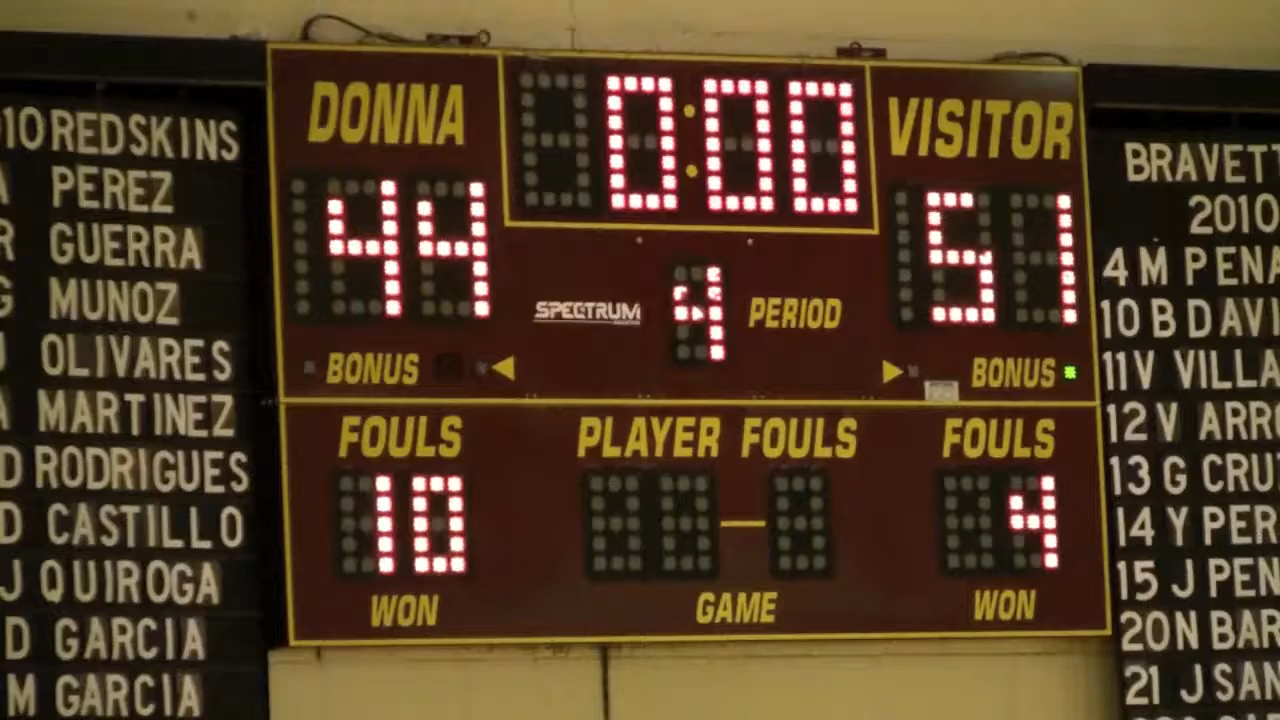 10 REDSKINS
A PEREZ
R GUERRA
G MUNOZ
OLIVARES
A MARTINEZ
D RODRIGUES
D CASTILLO
J QUIROGA
D GARCIA
M GARCIA
DONNA 0:00 VISITOR
44 51
SPECTRUM 4 PERIOD
BONUS BONUS
FOULS PLAYER FOULS FOULS
10 - 4
WON GAME WON
BRAVETT
2010
4 M PENA
10 B DAVI
11 V VILLA
12 V ARRO
13 G CRU
14 Y PER
15 J PEN
20 N BAR
21 J SAN